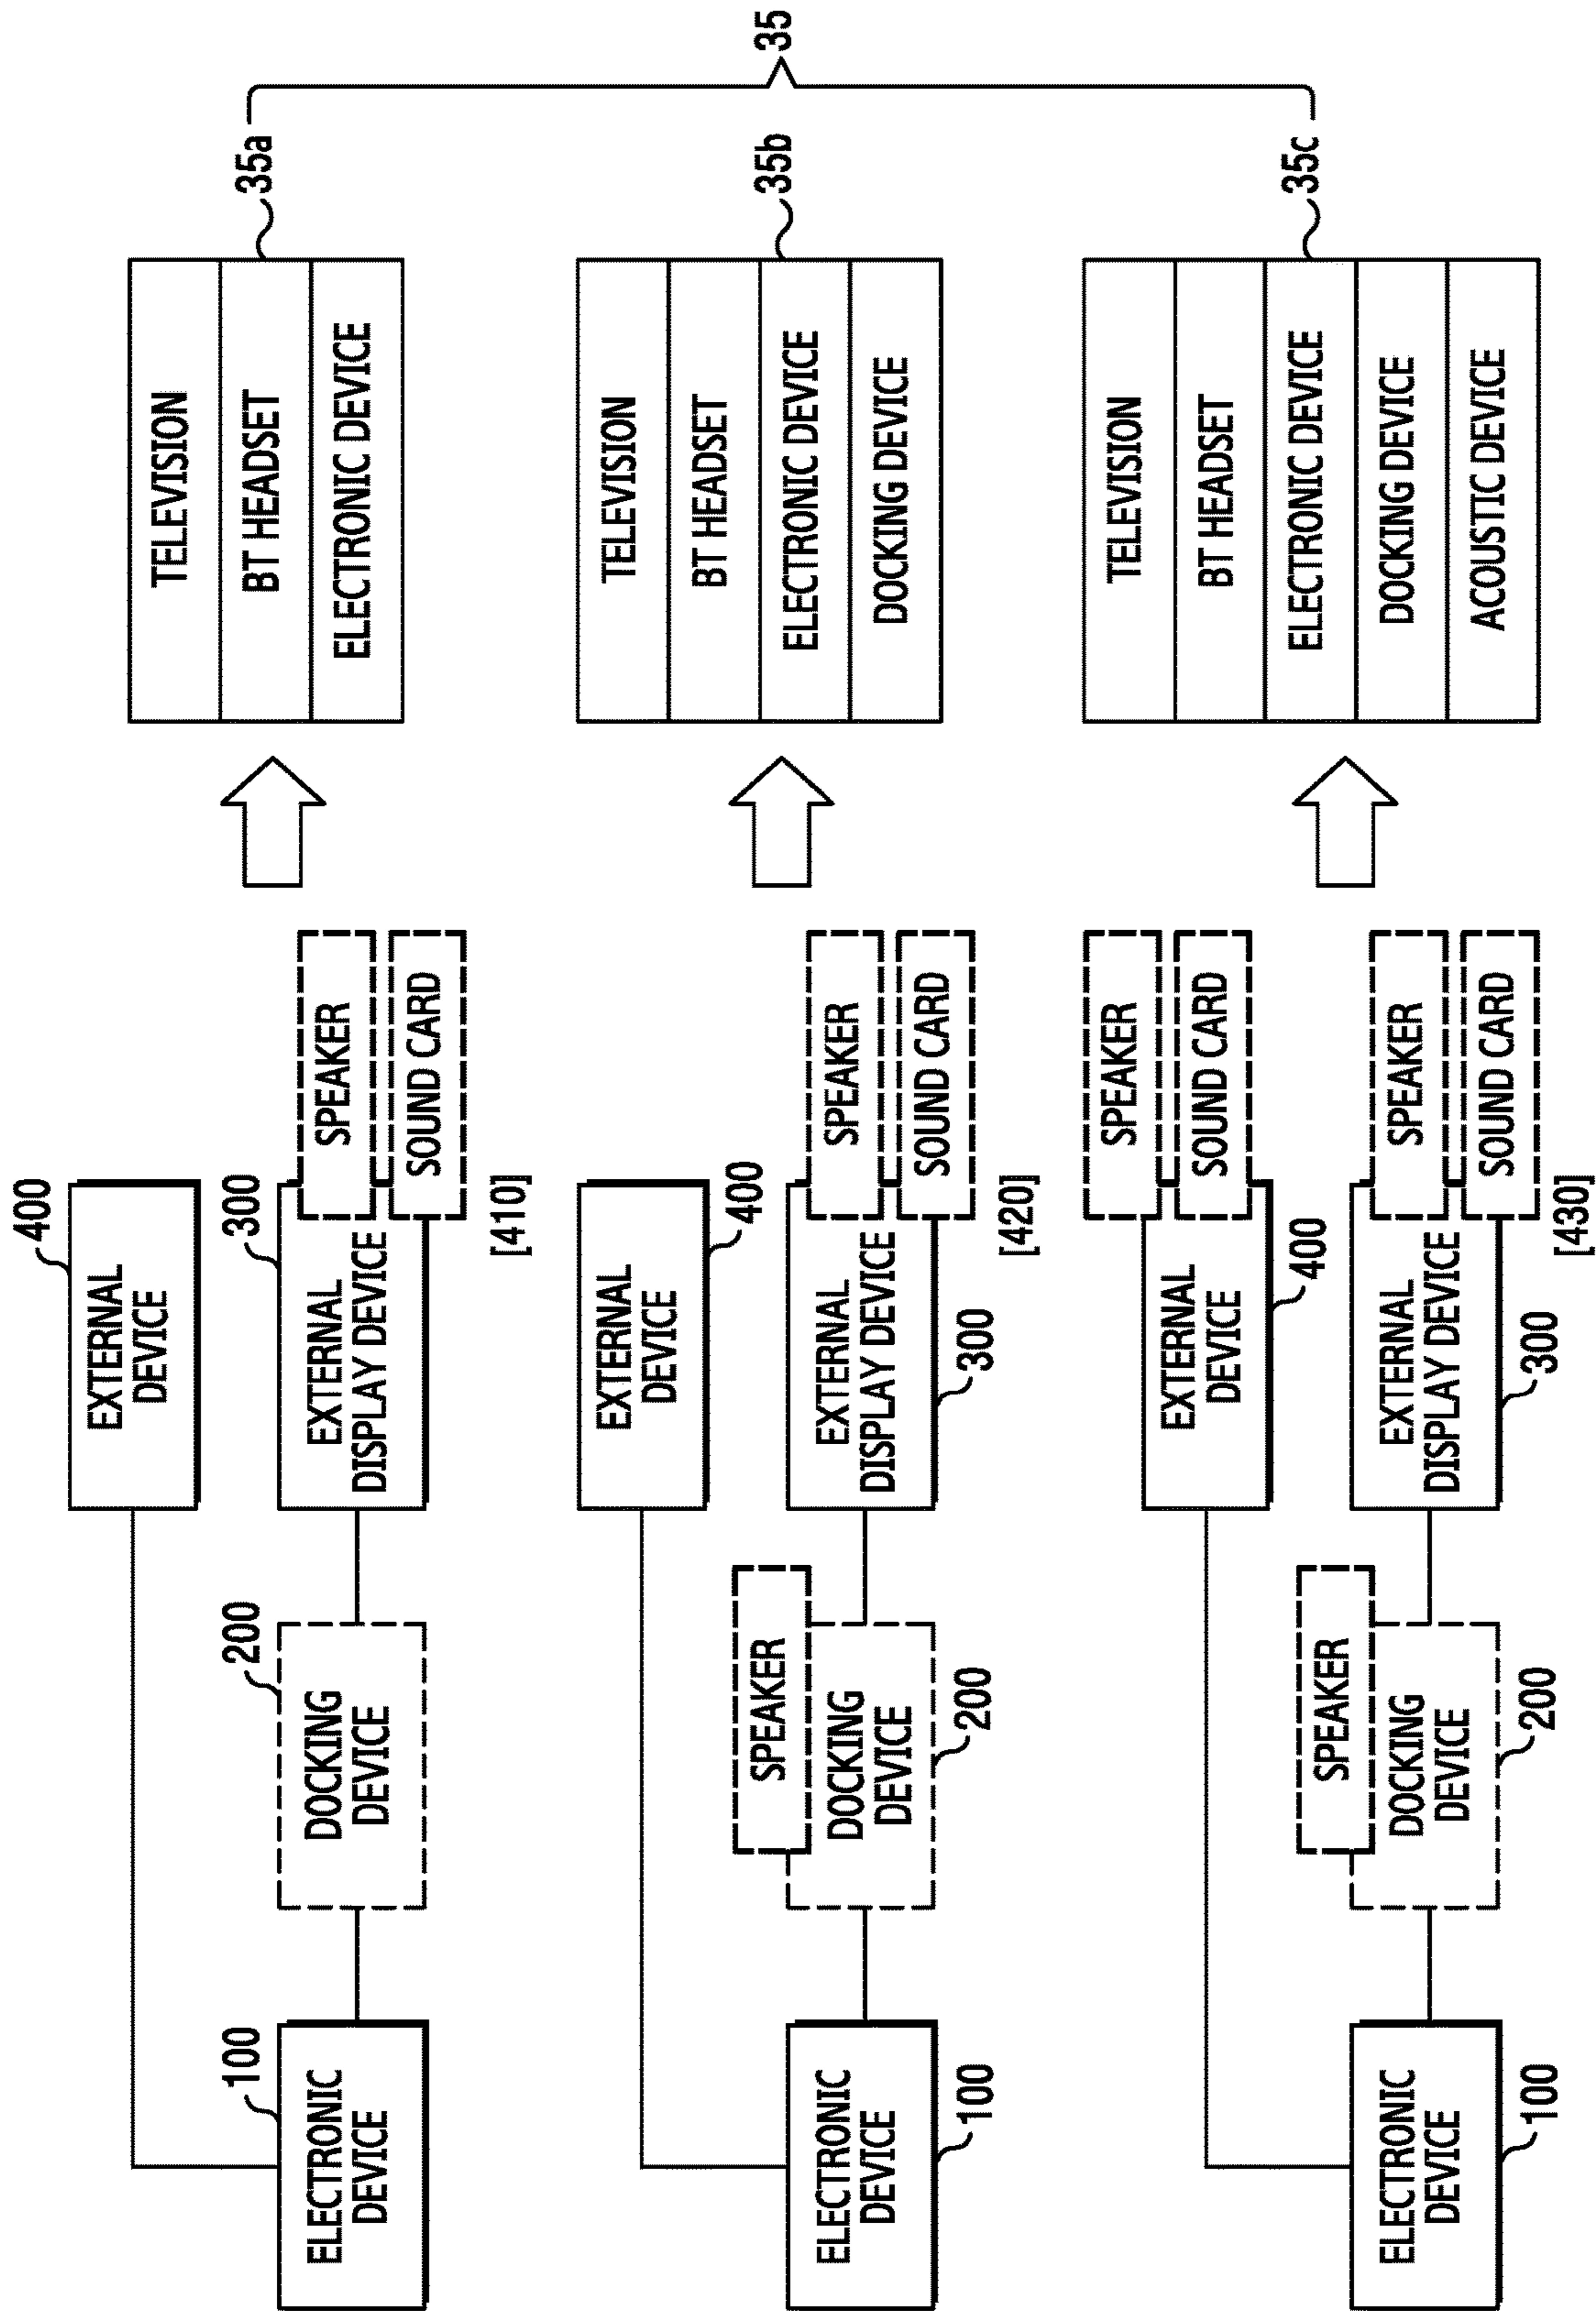 400
EXTERNAL
DEVICE
100
200
300
ELECTRONIC
DEVICE
DOCKING
DEVICE
EXTERNAL
DISPLAY DEVICE
SPEAKER
SOUND CARD
[410]
TELEVISION
BT HEADSET
ELECTRONIC DEVICE
35a
EXTERNAL
DEVICE
400
SPEAKER
ELECTRONIC
DEVICE
DOCKING
DEVICE
EXTERNAL
DISPLAY DEVICE
SPEAKER
SOUND CARD
100
200
300
[420]
TELEVISION
BT HEADSET
ELECTRONIC DEVICE
DOCKING DEVICE
35b
35
EXTERNAL
DEVICE
SPEAKER
SOUND CARD
400
SPEAKER
ELECTRONIC
DEVICE
DOCKING
DEVICE
EXTERNAL
DISPLAY DEVICE
SPEAKER
SOUND CARD
100
200
300
[430]
TELEVISION
BT HEADSET
ELECTRONIC DEVICE
DOCKING DEVICE
ACOUSTIC DEVICE
35c